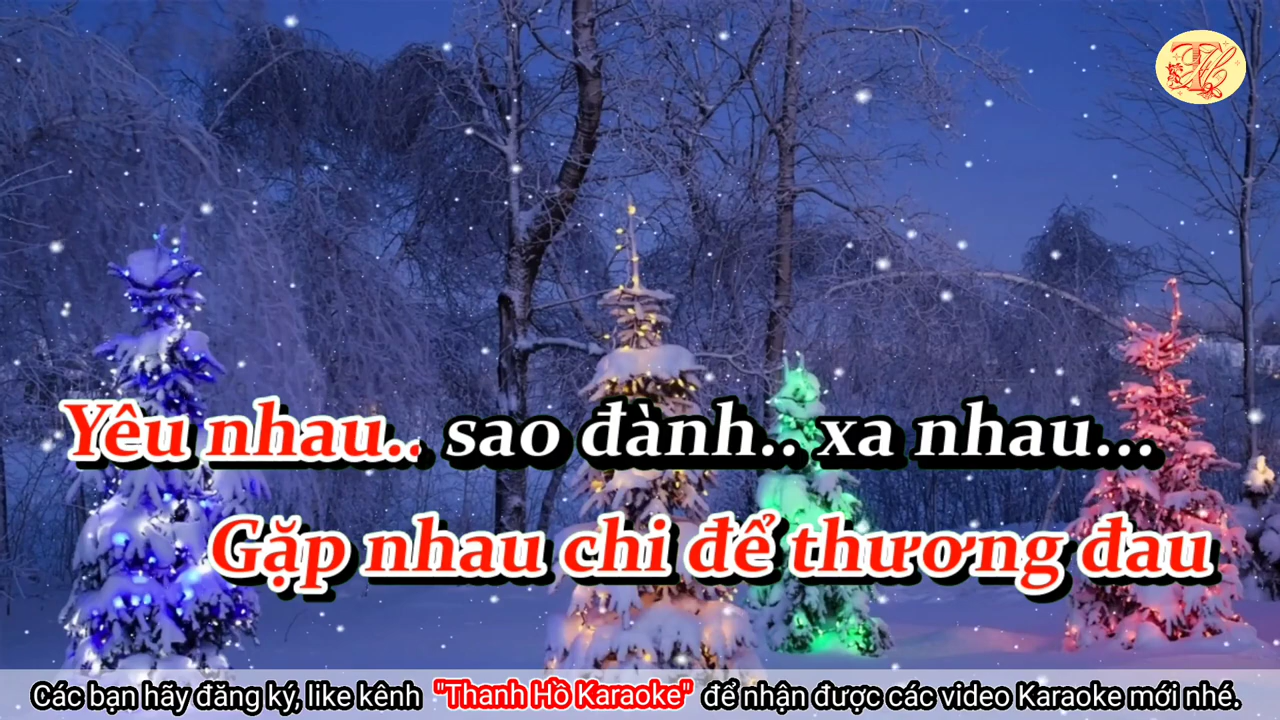 Yêu nhau.. sao đành.. xa nhau...
Gặp nhau chi để thương đau
Các bạn hãy đăng ký, like kênh "Thanh Hồ Karaoke" để nhận được các video Karaoke mới nhé.